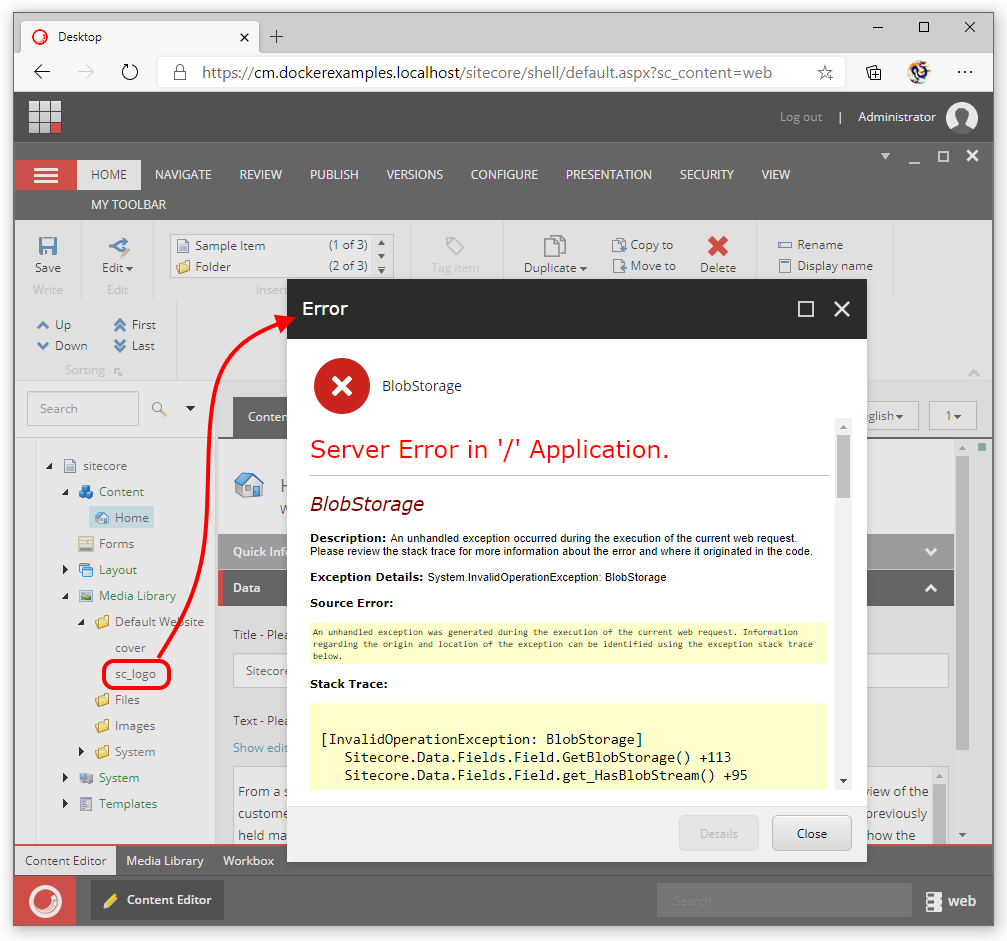 Desktop
https://cm.dockerexamples.localhost/sitecore/shell/default.aspx?sc_content=web
Log out | Administrator
HOME NAVIGATE REVIEW PUBLISH VERSIONS CONFIGURE PRESENTATION SECURITY VIEW
MY TOOLBAR
Save
Write
Edit
Edit
Sample Item (1 of 3)
Folder (2 of 3)
Insert
Tag item
Duplicate
Copy to
Move to
Delete
Rename
Display name
Up First
Down Last
Sorting
Search
Conten
glish
1
sitecore
Content
Home
Forms
Layout
Media Library
Default Website
cover
sc_logo
Files
Images
System
System
Templates
H
W
Quick Inf
Data
Title - Plea
Sitecore
Text - Plea
Show edit
From a s
custome
held ma
view of the
previously
how the
Error
BlobStorage
Server Error in '/' Application.
BlobStorage
Description: An unhandled exception occurred during the execution of the current web request.
Please review the stack trace for more information about the error and where it originated in the code.
Exception Details: System.InvalidOperationException: BlobStorage
Source Error:
An unhandled exception was generated during the execution of the current web request. Information
regarding the origin and location of the exception can be identified using the exception stack trace
below.
Stack Trace:
[InvalidOperationException: BlobStorage]
Sitecore.Data.Fields.Field.GetBlobStorage() +113
Sitecore.Data.Fields.Field.get_HasBlobStream() +95
Details Close
Content Editor Media Library Workbox
Content Editor
Search
web